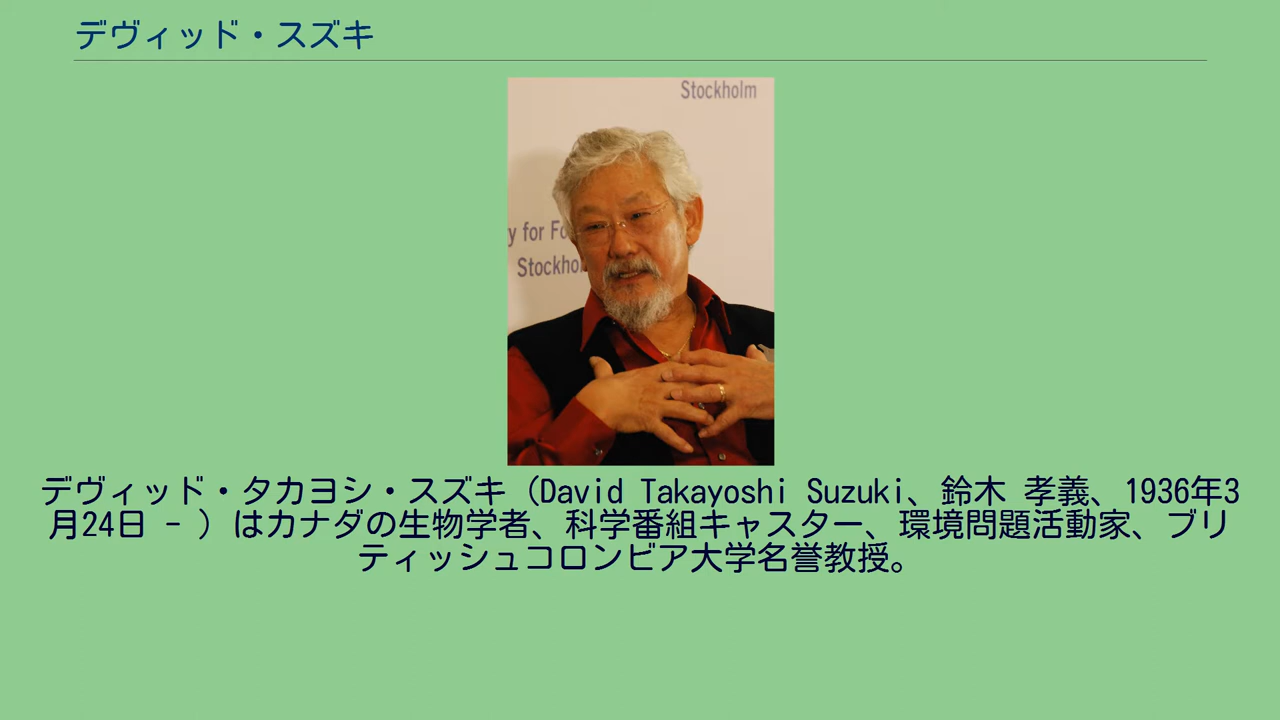 デヴィッド・スズキ
Stockholm
y for Fo
Stockho
デヴィッド・タカヨシ・スズキ（David Takayoshi Suzuki、鈴木 孝義、1936年3
月24日 - ）はカナダの生物学者、科学番組キャスター、環境問題活動家、ブリ
ティッシュコロンビア大学名誉教授。